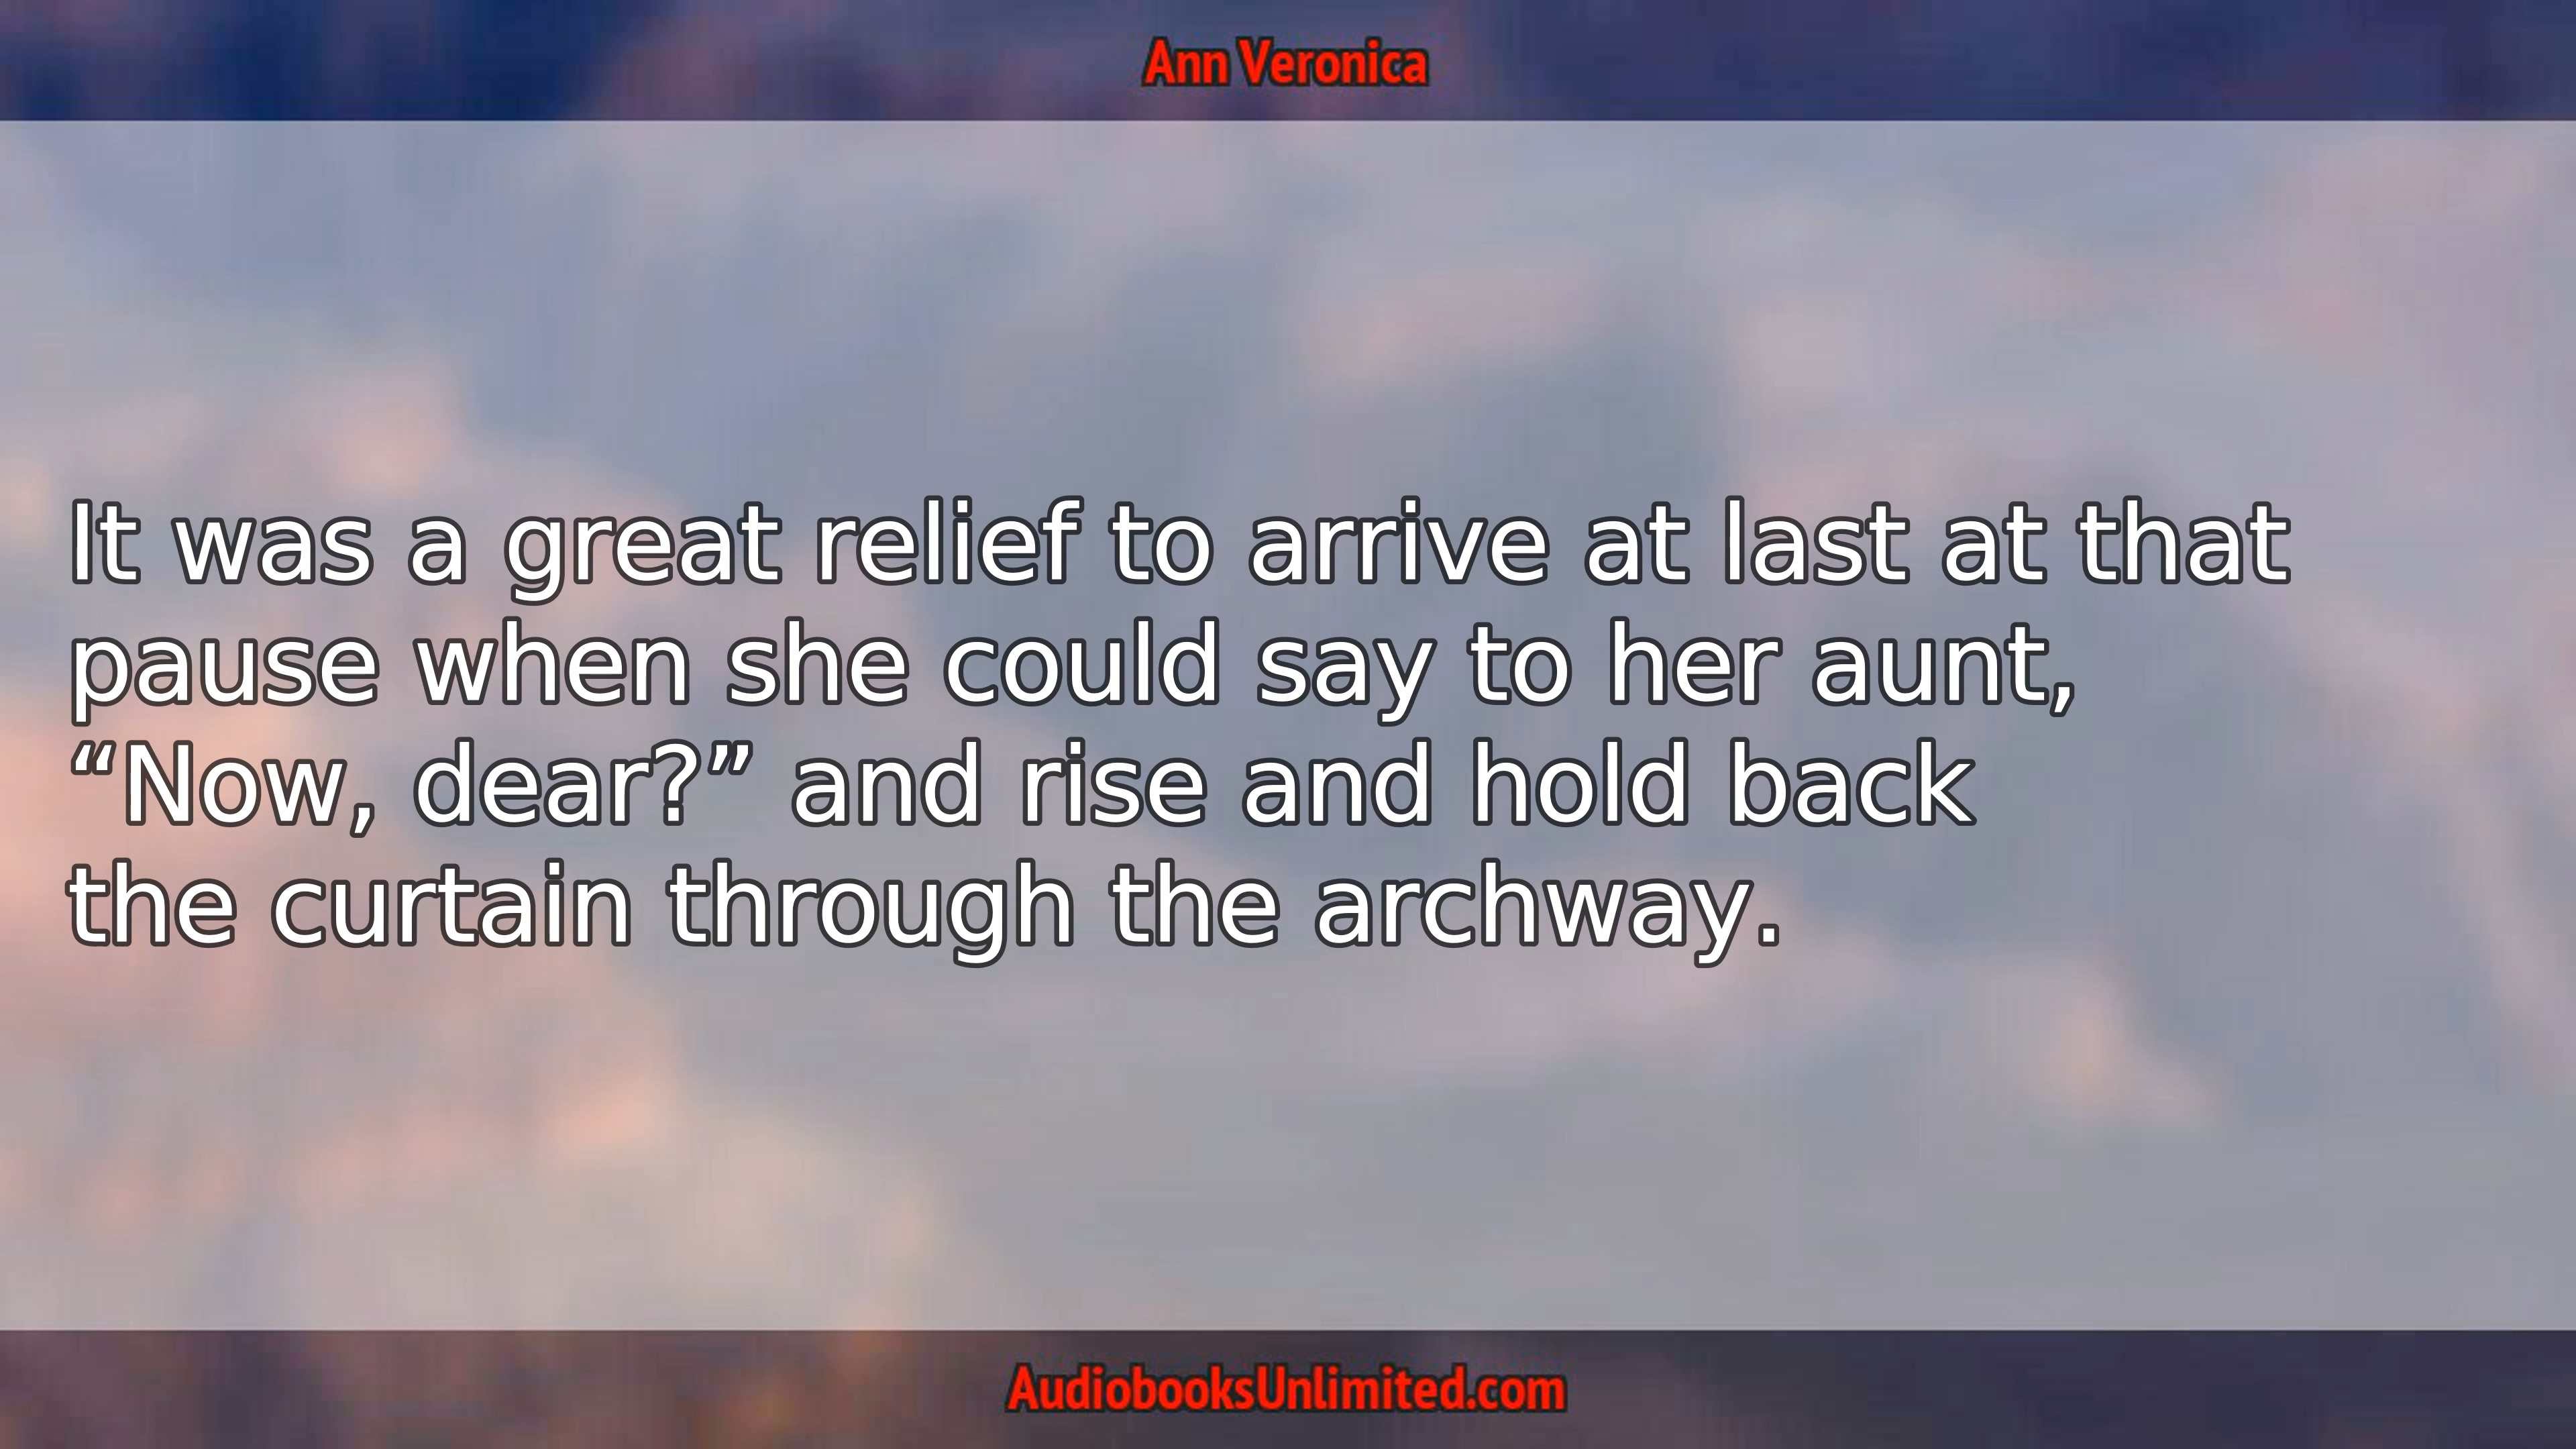 Ann Veronica
It was a great relief to arrive at last at that
pause when she could say to her aunt,
“Now, dear?” and rise and hold back
the curtain through the archway.
AudiobooksUnlimited.com